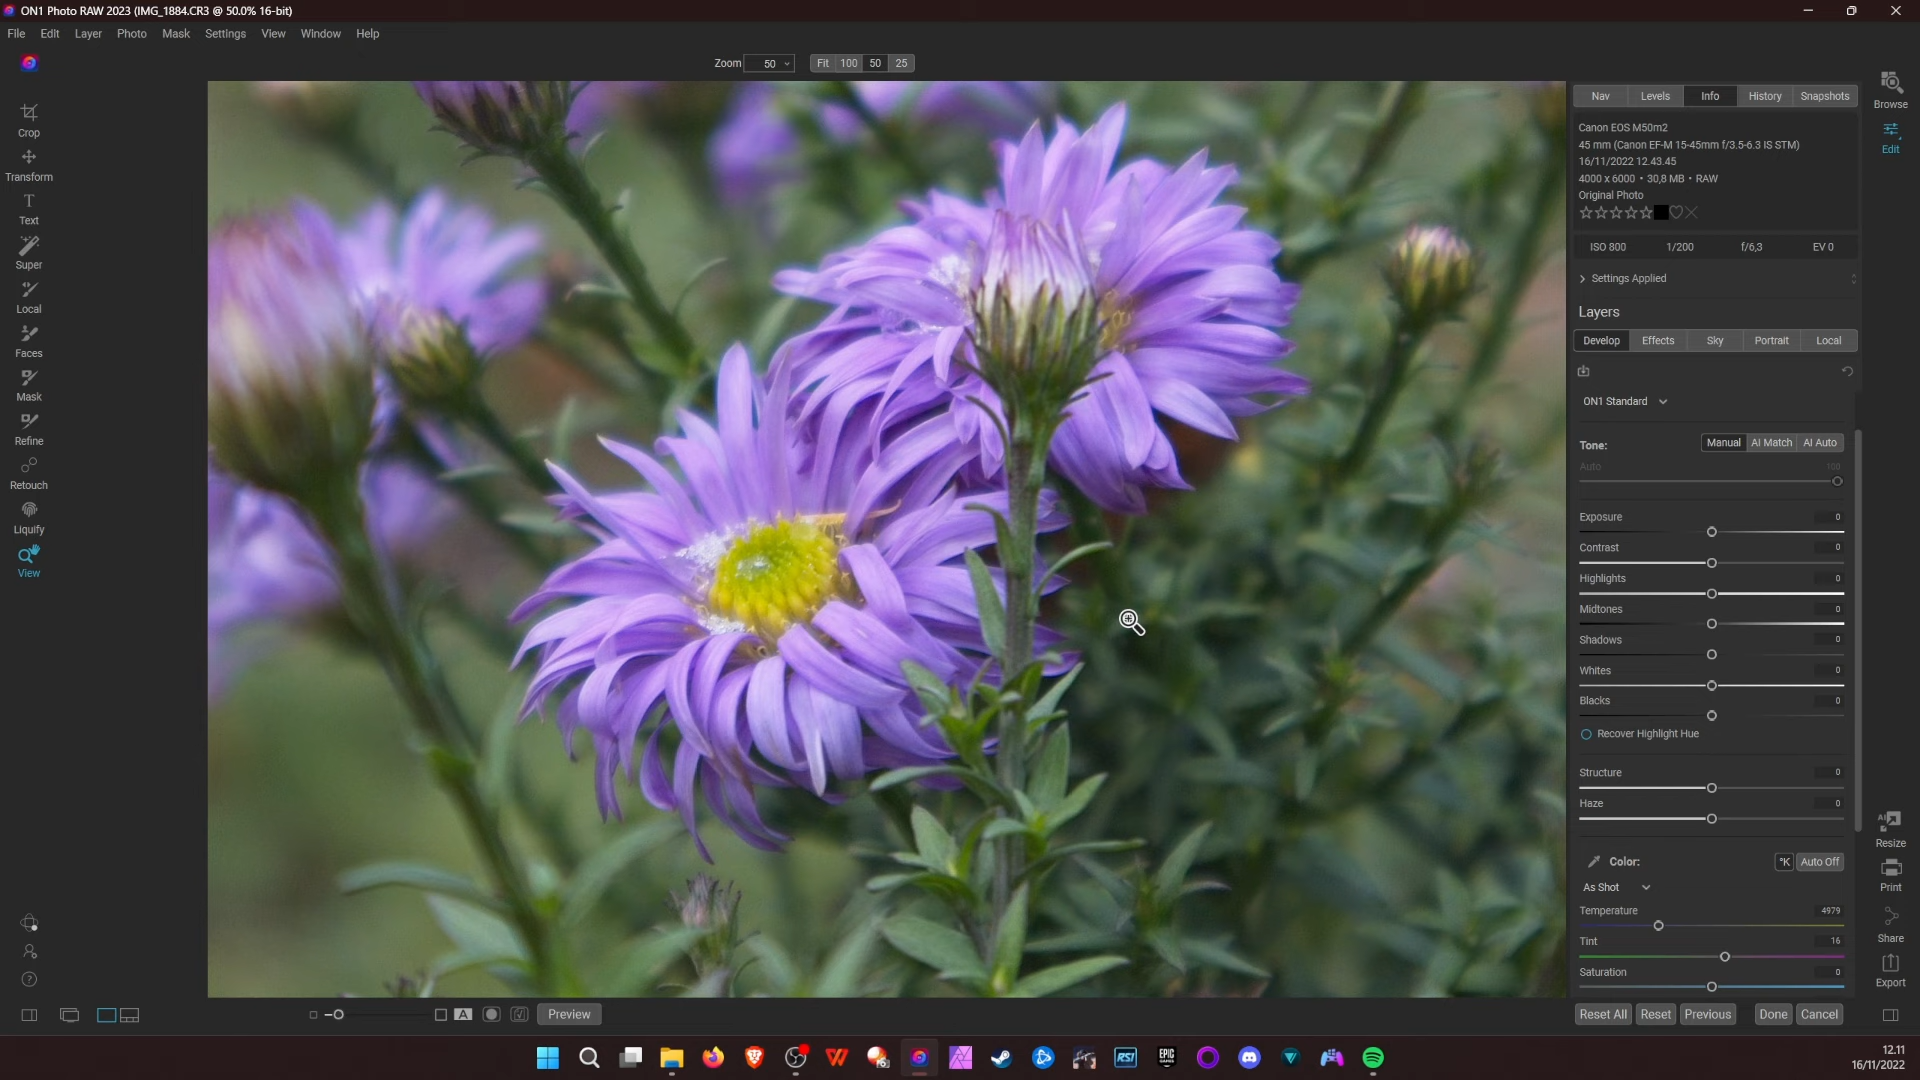 ON1 Photo RAW 2023 (IMG_1884.CR3 @ 50.0% 16-bit)
File Edit Layer Photo Mask Settings View Window Help
Zoom 50 Fit 100 50 25
Crop
Transform
Text
Super
Local
Faces
Mask
Refine
Retouch
Liquify
View
Nav Levels Info History Snapshots
Canon EOS M50m2
45 mm (Canon EF-M 15-45mm f/3.5-6.3 IS STM)
16/11/2022 12.43.45
4000 x 6000 • 30,8 MB • RAW
Original Photo
ISO 800 1/200 f/6,3 EV 0
Settings Applied
Layers
Develop Effects Sky Portrait Local
ON1 Standard
Tone: Manual AI Match AI Auto
Auto 100
Exposure 0
Contrast 0
Highlights 0
Midtones 0
Shadows 0
Whites 0
Blacks 0
Recover Highlight Hue
Structure 0
Haze 0
Color: °K Auto Off
As Shot
Temperature 4979
Tint 16
Saturation 0
Browse
Edit
AI
Resize
Print
Share
Export
A Preview
Reset All Reset Previous Done Cancel
RSI
EPIC
GAMES
12.11
16/11/2022